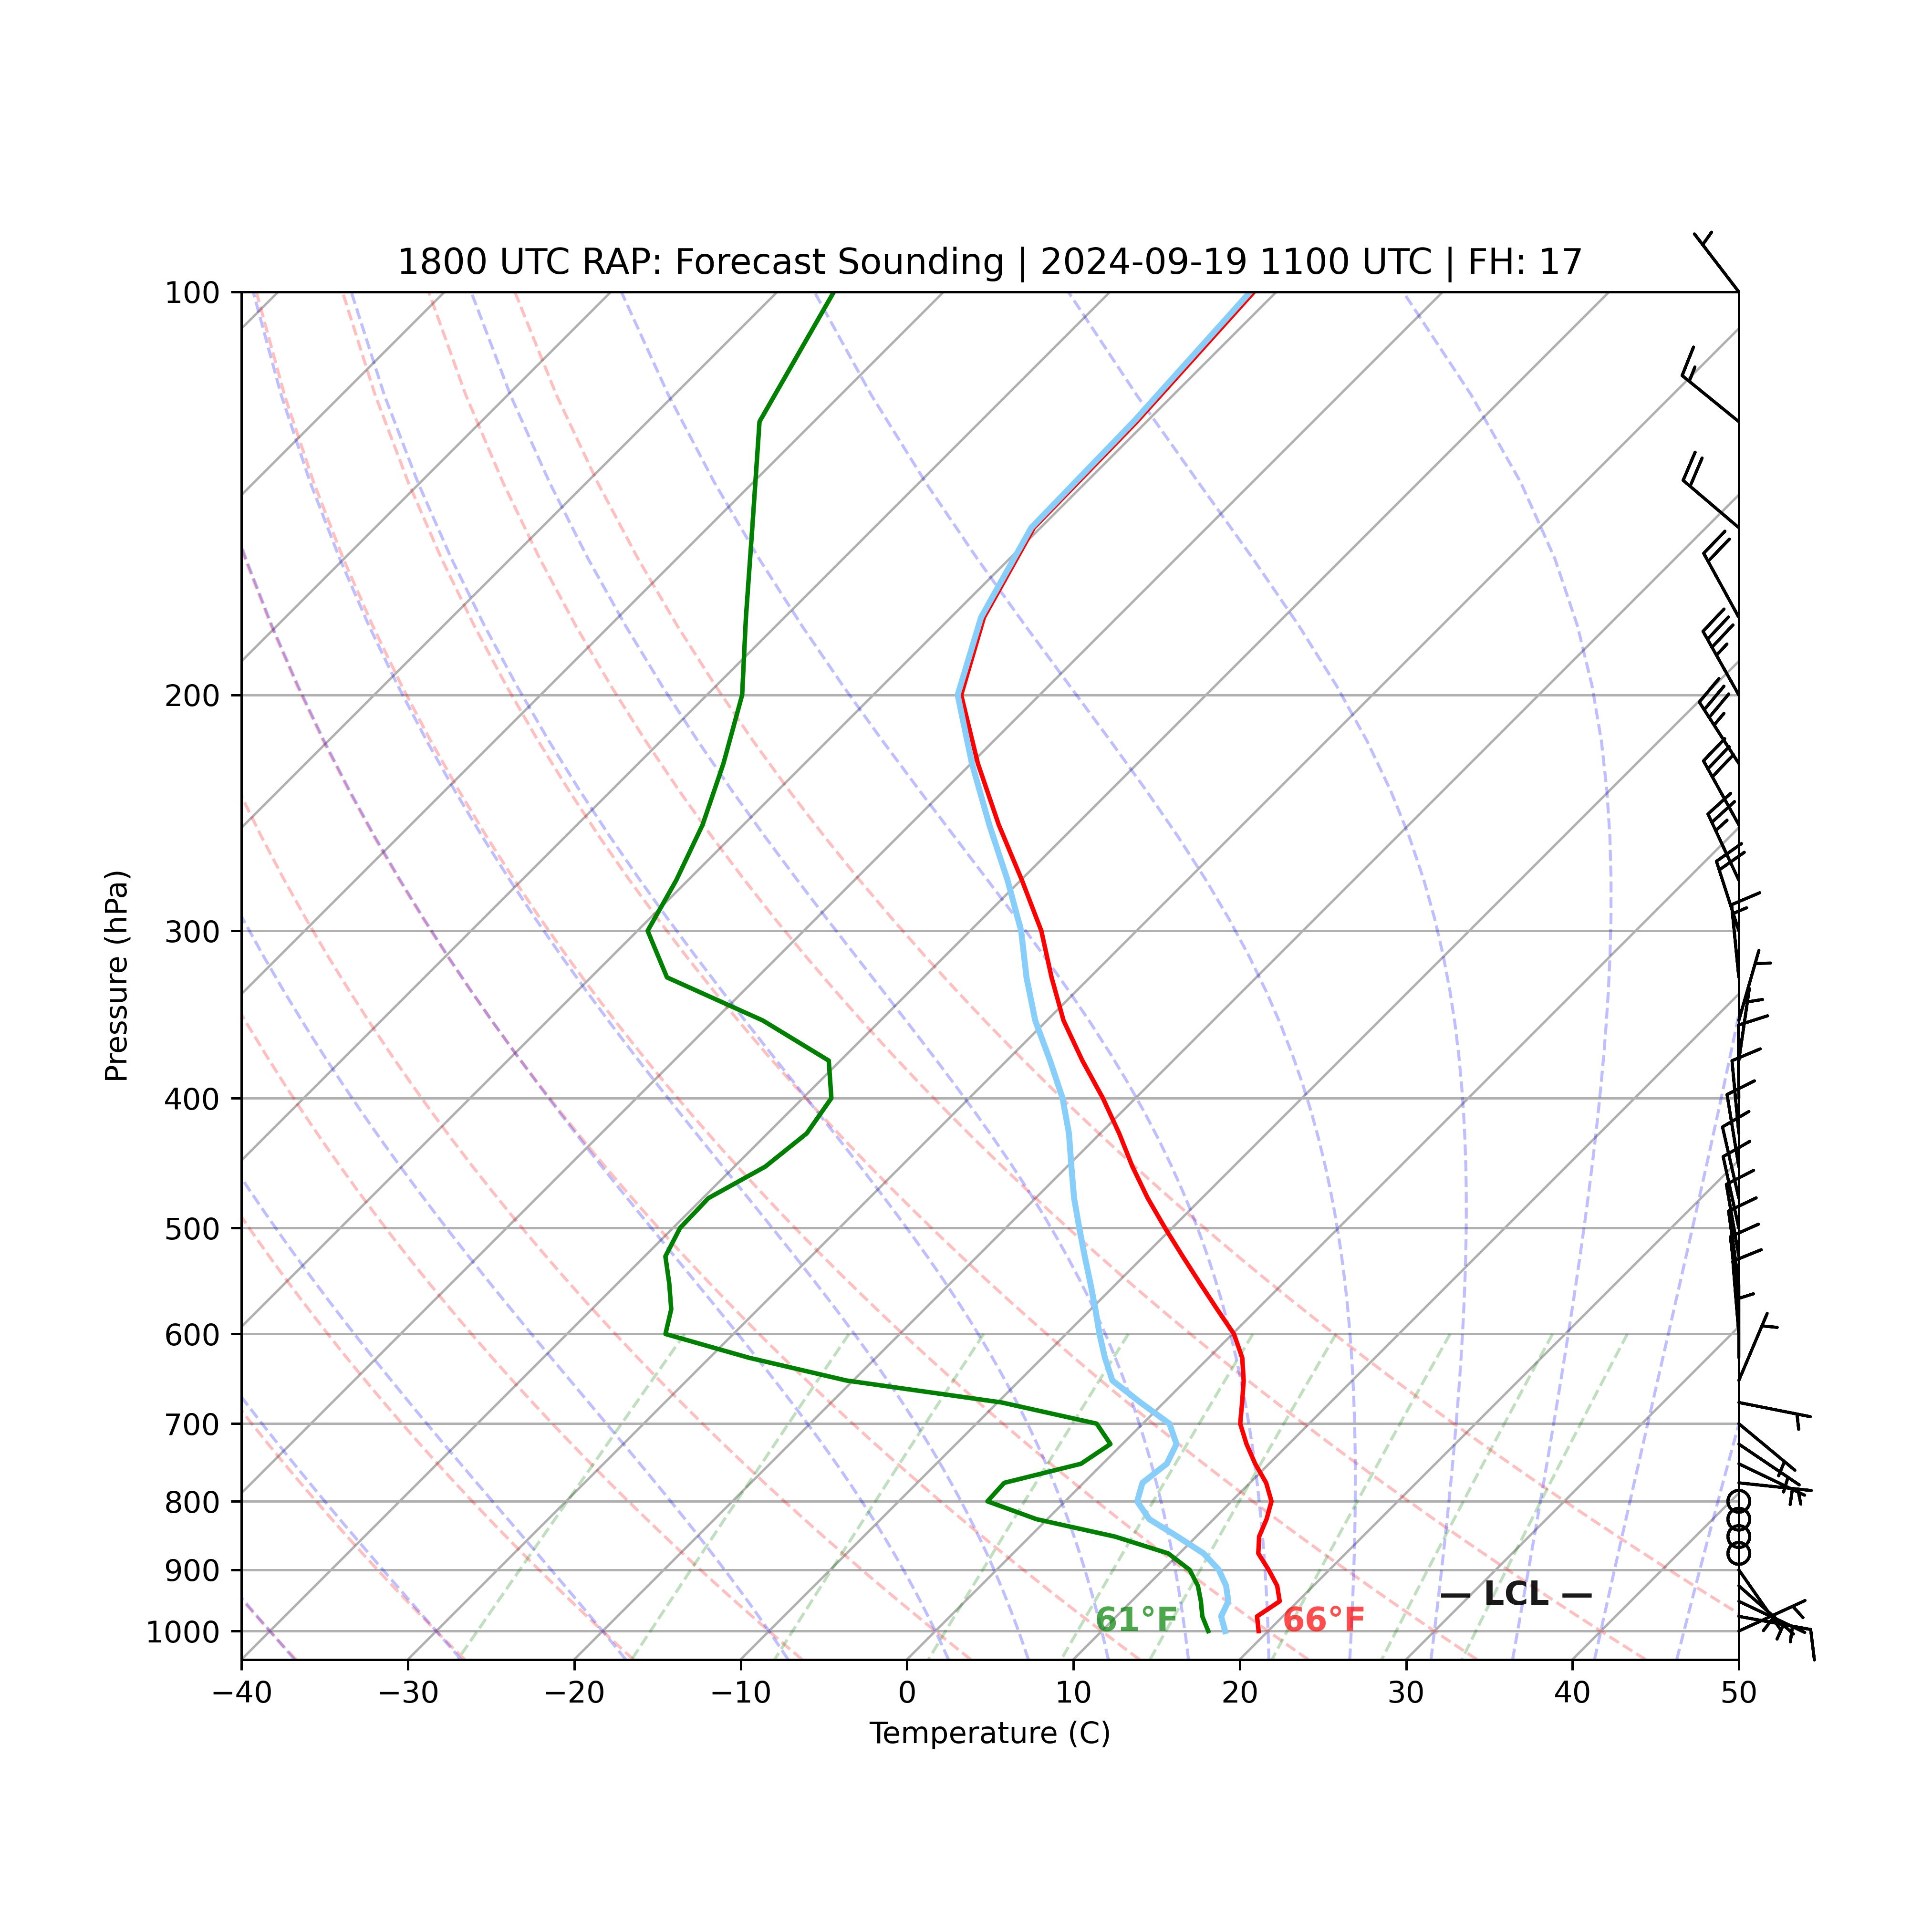 1800 UTC RAP: Forecast Sounding | 2024-09-19 1100 UTC | FH: 17
100
200
300
400
500
600
700
800
900
1000
Pressure (hPa)
— LCL —
61°F
66°F
−40 −30 −20 −10 0 10 20 30 40 50
Temperature (C)